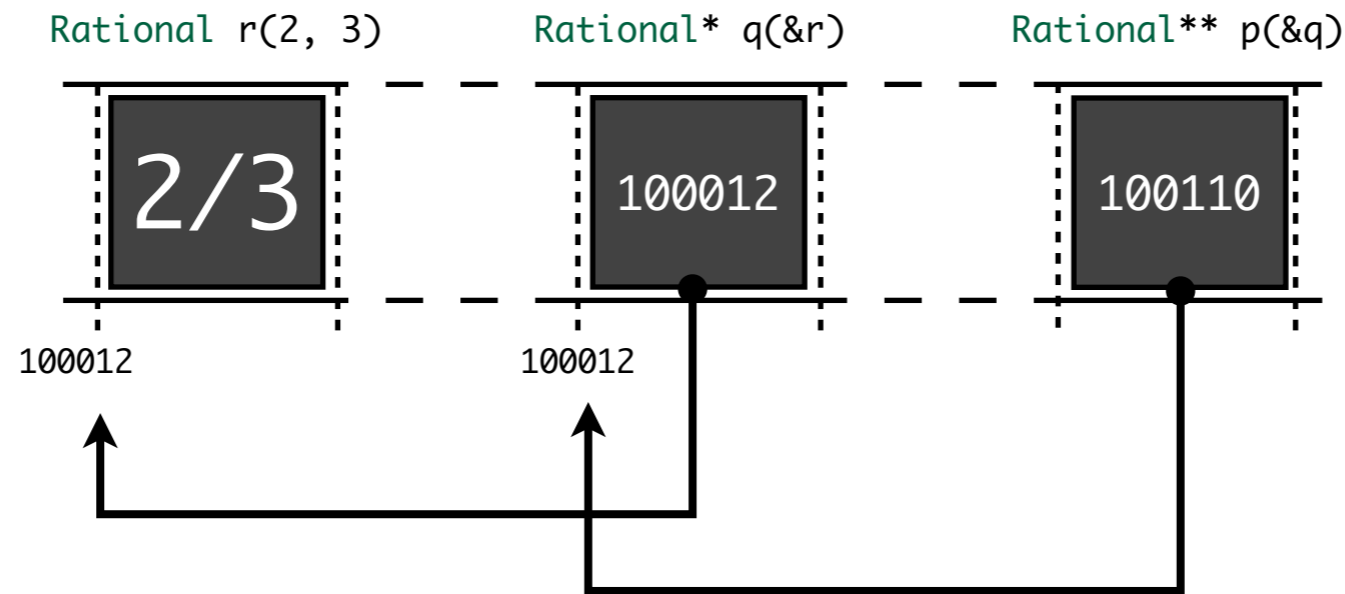 Rational r(2, 3) Rational* q(&r) Rational** p(&q)
2/3 100012 100110
100012 100012